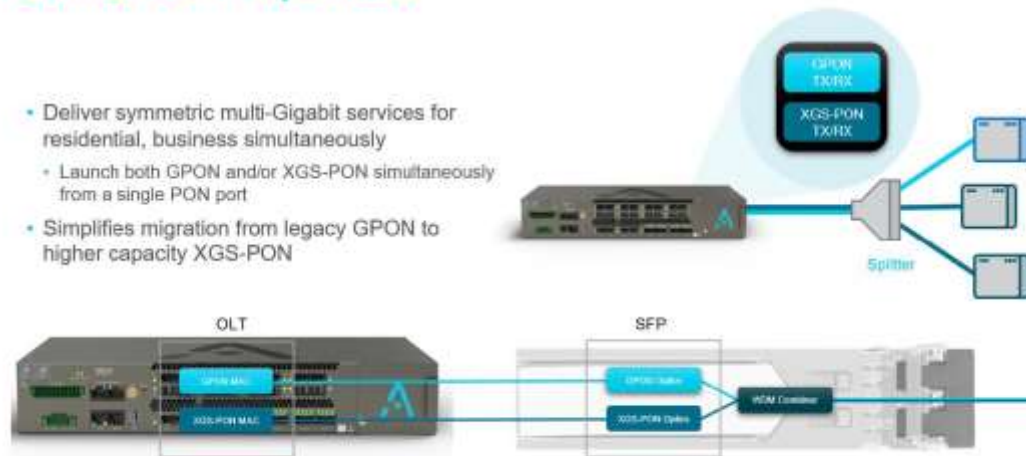 • Deliver symmetric multi-Gigabit services for
residential, business simultaneously
• Launch both GPON and/or XGS-PON simultaneously
from a single PON port
• Simplifies migration from legacy GPON to
higher capacity XGS-PON
GPON
TX/RX
XGS-PON
TX/RX
Splitter
OLT
SFP
GPON MAC
XGS-PON MAC
GPON Optics
XGS-PON Optics
WDM Combiner